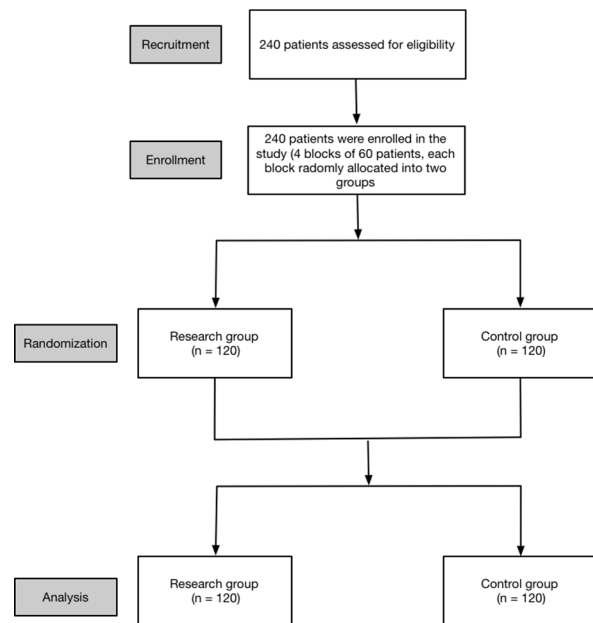 Recruitment
240 patients assessed for eligibility
Enrollment
240 patients were enrolled in the
study (4 blocks of 60 patients, each
block radomly allocated into two
groups
Randomization
Research group
(n = 120)
Control group
(n = 120)
Analysis
Research group
(n = 120)
Control group
(n = 120)